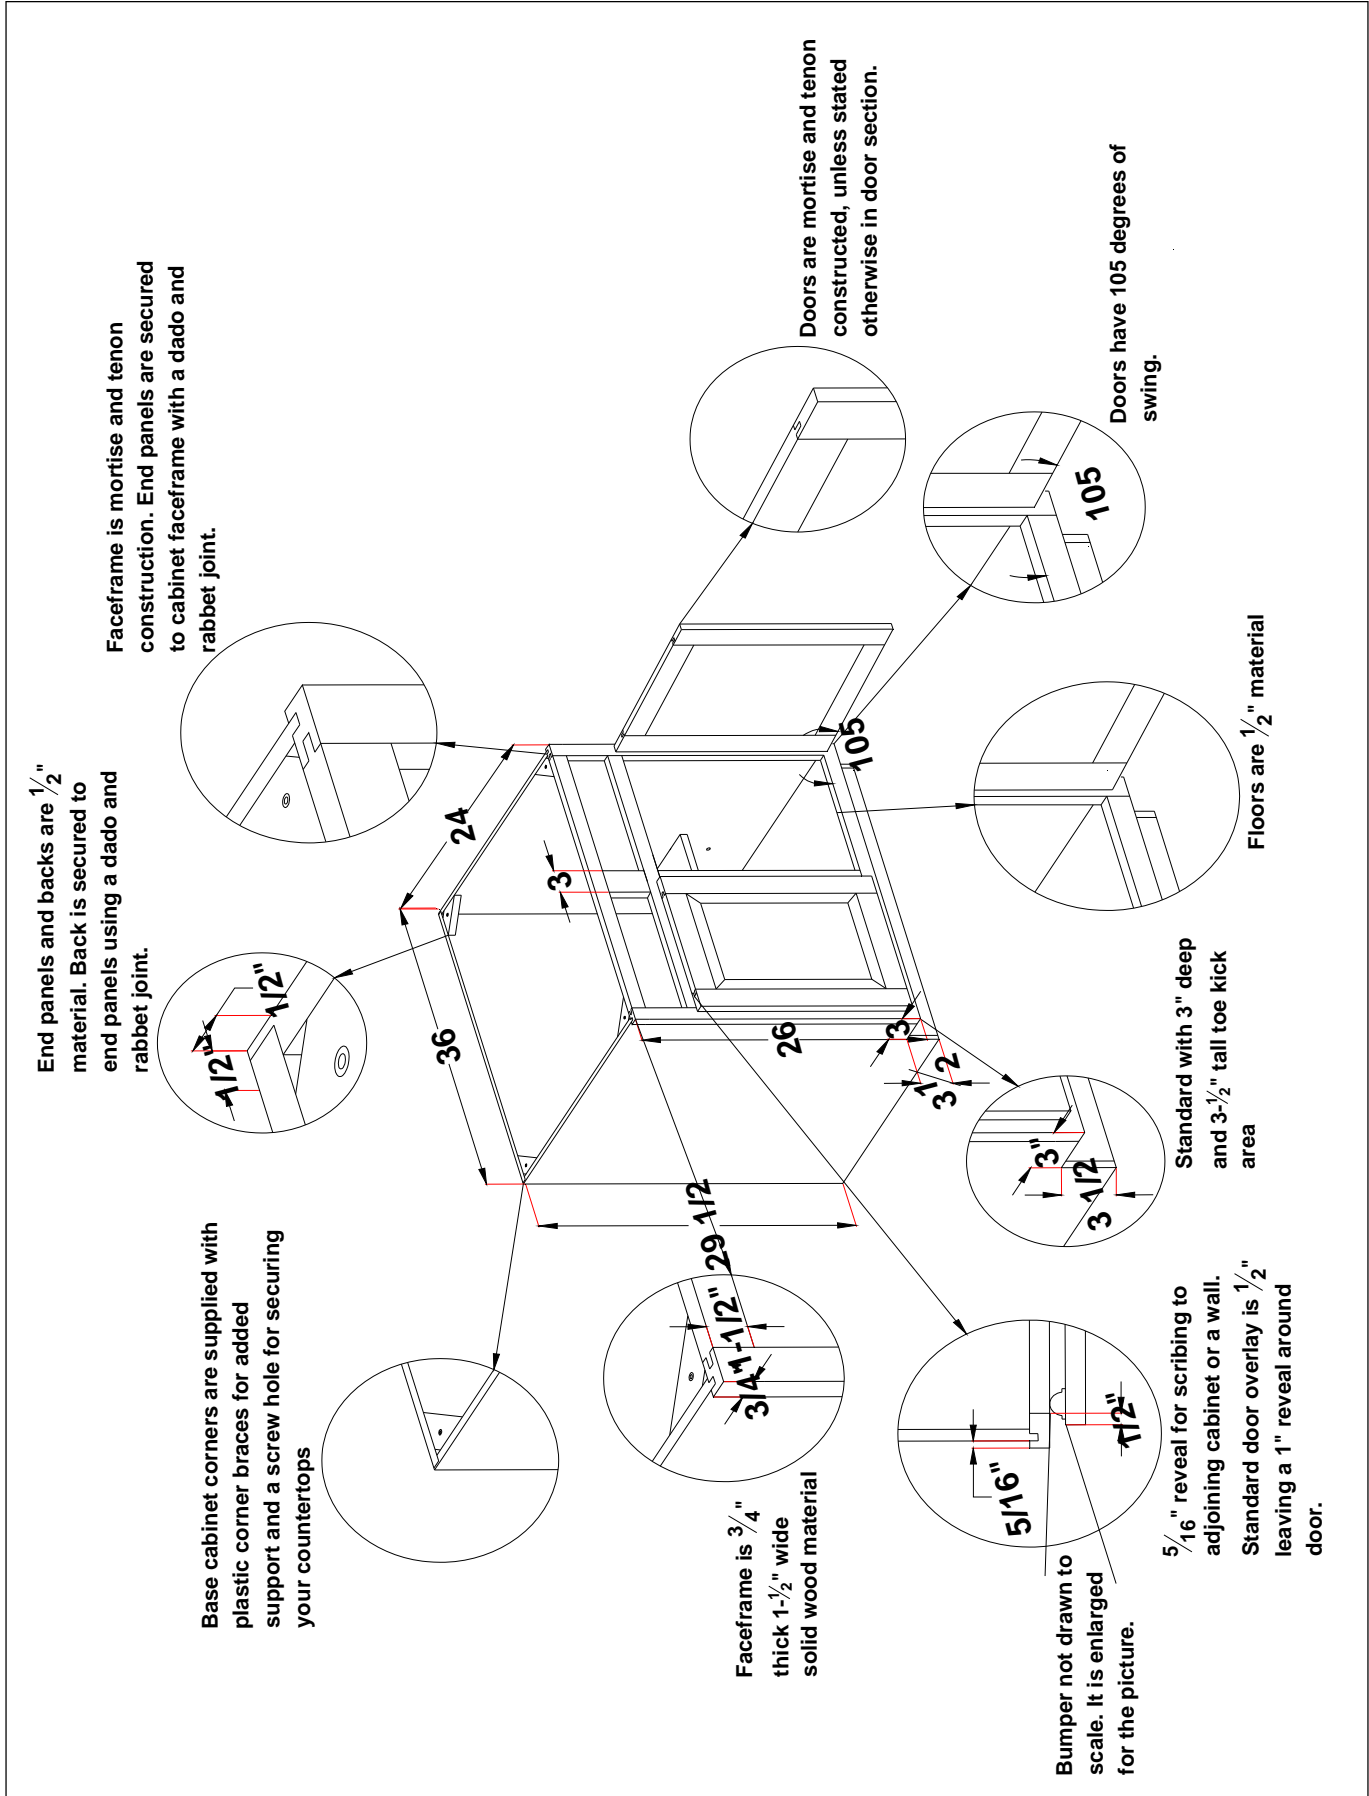 Base cabinet corners are supplied with
plastic corner braces for added
support and a screw hole for securing
your countertops
End panels and backs are 1/2"
material. Back is secured to
end panels using a dado and
rabbet joint.
Faceframe is mortise and tenon
construction. End panels are secured
to cabinet faceframe with a dado and
rabbet joint.
1/2"
1/2"
36
24
3
29 1/2
26
3
3 1 2
105
Faceframe is 3/4"
thick 1-1/2" wide
solid wood material
3/4"
1-1/2"
Doors are mortise and tenon
constructed, unless stated
otherwise in door section.
Bumper not drawn to
scale. It is enlarged
for the picture.
5/16"
1/2"
5/16" reveal for scribing to
adjoining cabinet or a wall.
Standard door overlay is 1/2"
leaving a 1" reveal around
door.
3"
3 1/2
Standard with 3" deep
and 3-1/2" tall toe kick
area
Floors are 1/2" material
105
Doors have 105 degrees of
swing.